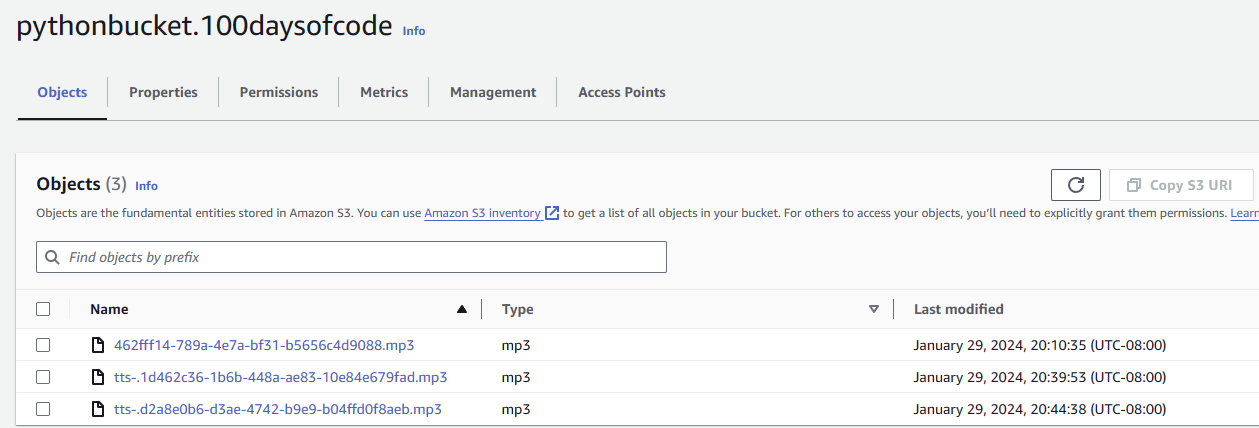 pythonbucket.100daysofcode Info
Objects Properties Permissions Metrics Management Access Points
Objects (3) Info
Copy S3 URI
Objects are the fundamental entities stored in Amazon S3. You can use Amazon S3 inventory to get a list of all objects in your bucket. For others to access your objects, you'll need to explicitly grant them permissions. Learn
Find objects by prefix
Name Type Last modified
462fff14-789a-4e7a-bf31-b5656c4d9088.mp3 mp3 January 29, 2024, 20:10:35 (UTC-08:00)
tts-.1d462c36-1b6b-448a-ae83-10e84e679fad.mp3 mp3 January 29, 2024, 20:39:53 (UTC-08:00)
tts-.d2a8e0b6-d3ae-4742-b9e9-b04ffd0f8aeb.mp3 mp3 January 29, 2024, 20:44:38 (UTC-08:00)